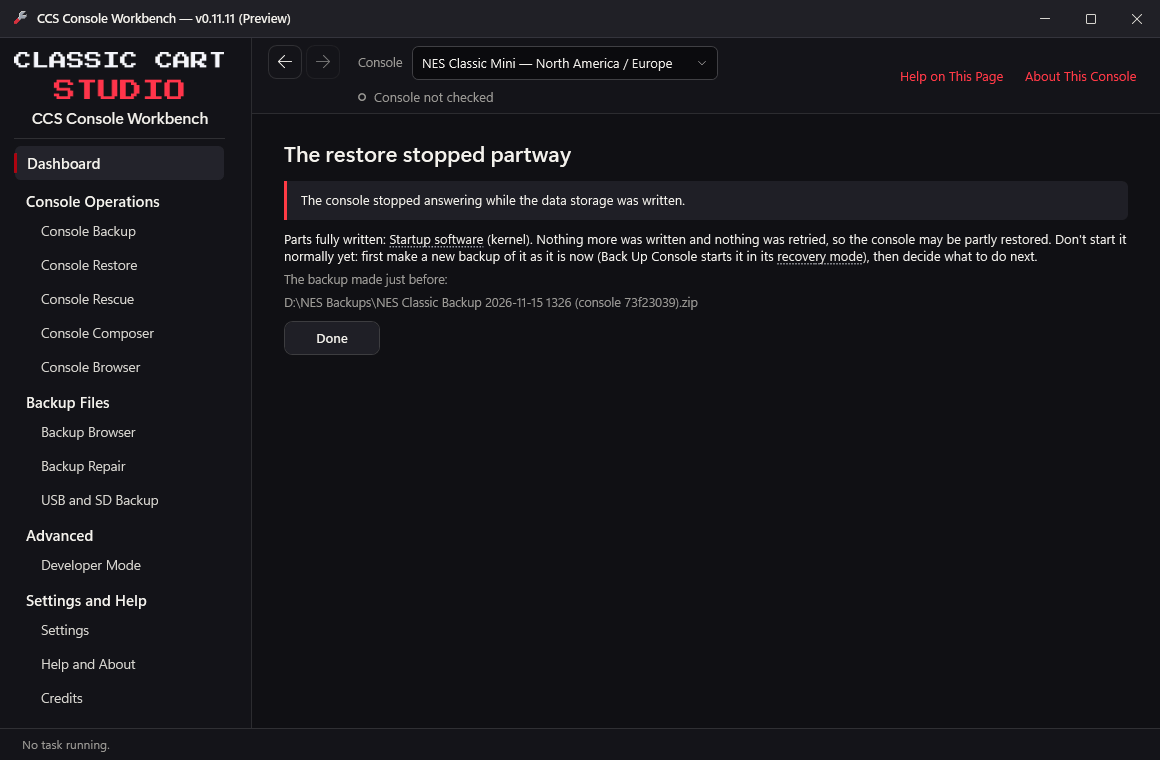 CCS Console Workbench — v0.11.11 (Preview)
CLASSIC CART
STUDIO
CCS Console Workbench
Dashboard
Console Operations
Console Backup
Console Restore
Console Rescue
Console Composer
Console Browser
Backup Files
Backup Browser
Backup Repair
USB and SD Backup
Advanced
Developer Mode
Settings and Help
Settings
Help and About
Credits
Console
NES Classic Mini — North America / Europe
Console not checked
Help on This Page
About This Console
The restore stopped partway
The console stopped answering while the data storage was written.
Parts fully written: Startup software (kernel). Nothing more was written and nothing was retried, so the console may be partly restored. Don't start it
normally yet: first make a new backup of it as it is now (Back Up Console starts it in its recovery mode), then decide what to do next.
The backup made just before:
D:\NES Backups\NES Classic Backup 2026-11-15 1326 (console 73f23039).zip
Done
No task running.